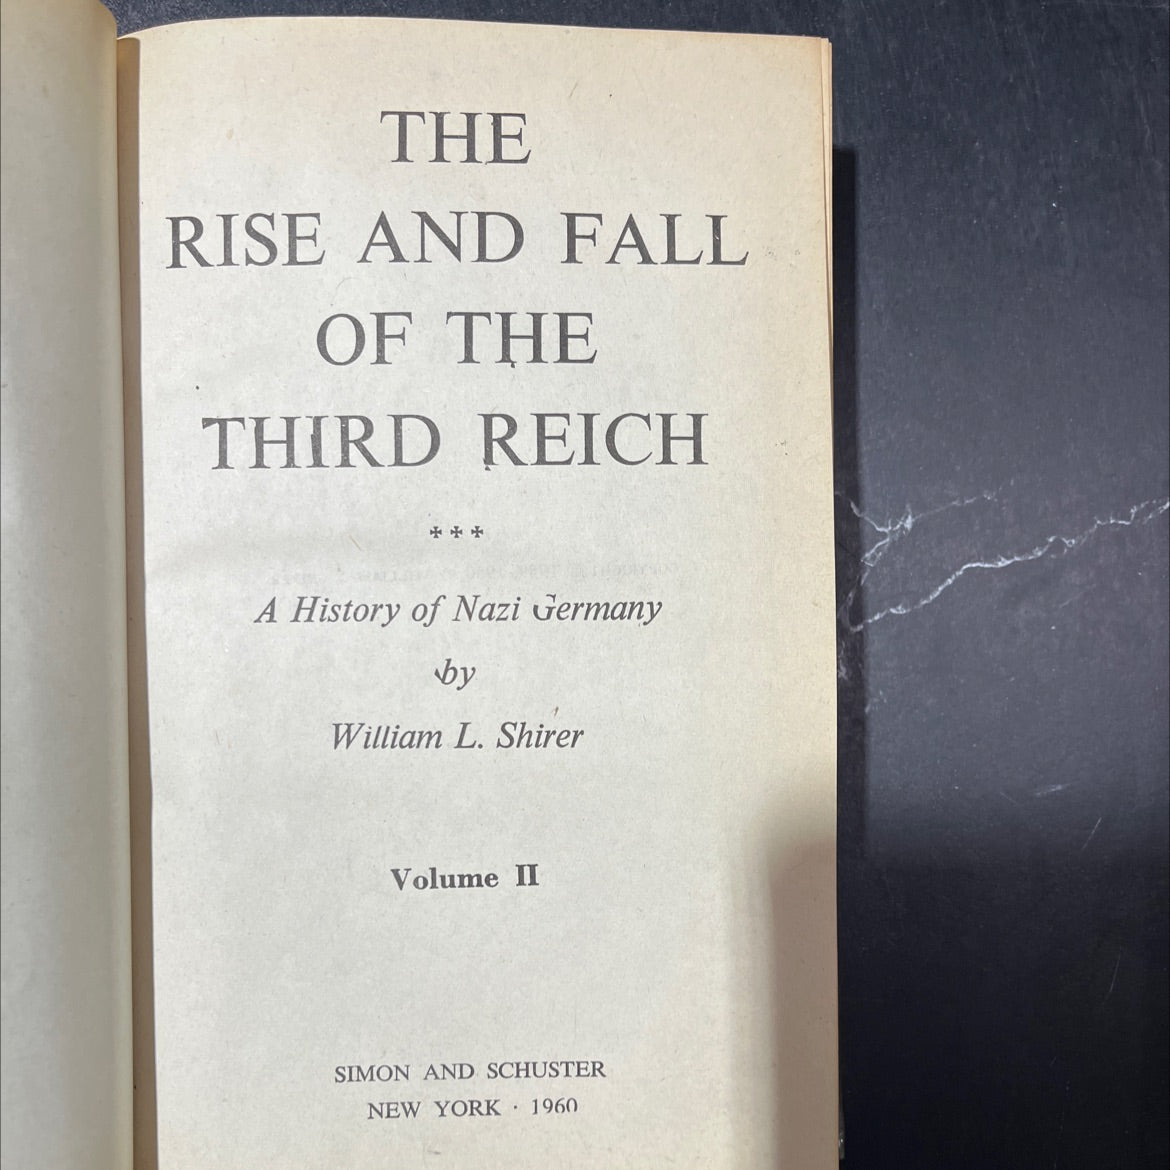 THE
RISE AND FALL
OF THE
THIRD REICH
✠ ✠ ✠
A History of Nazi Germany
by
William L. Shirer
Volume II
SIMON AND SCHUSTER
NEW YORK · 1960